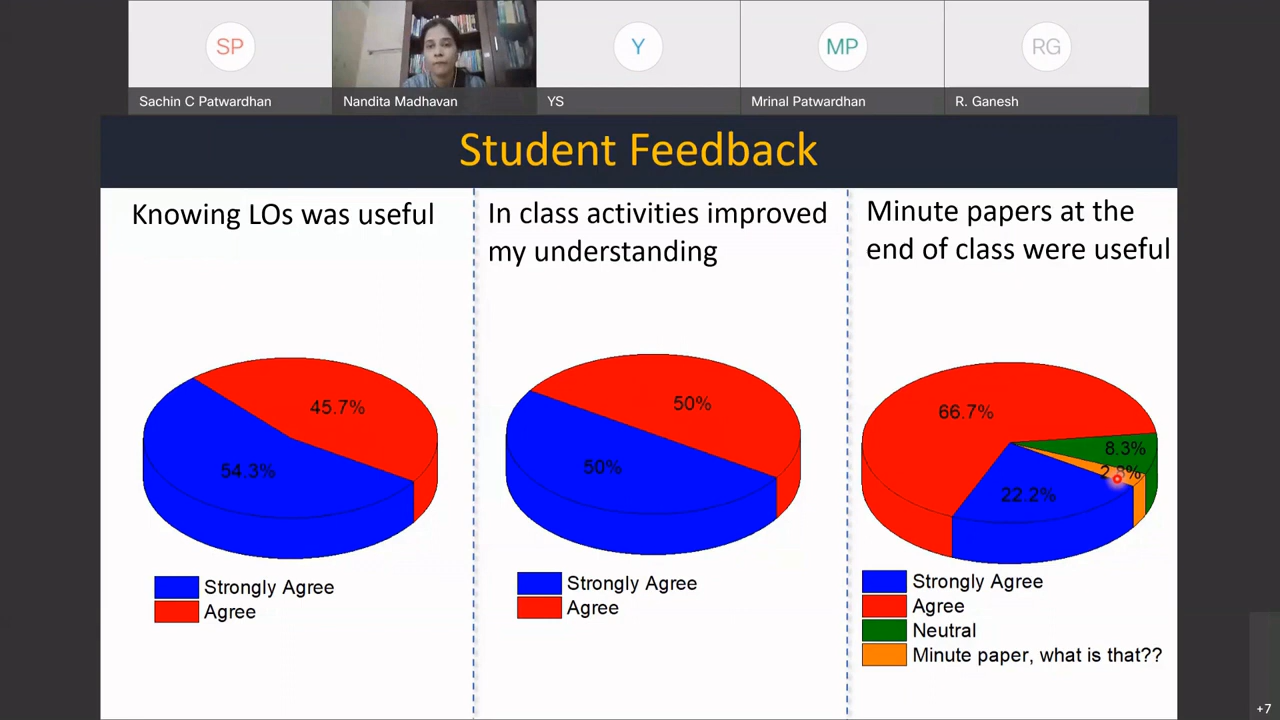 SP
Y
MP
RG
Sachin C Patwardhan
Nandita Madhavan
YS
Mrinal Patwardhan
R. Ganesh
Student Feedback
Knowing LOs was useful
45.7%
54.3%
Strongly Agree
Agree
In class activities improved
my understanding
50%
50%
Strongly Agree
Agree
Minute papers at the
end of class were useful
66.7%
8.3%
2.8%
22.2%
Strongly Agree
Agree
Neutral
Minute paper, what is that??
+7